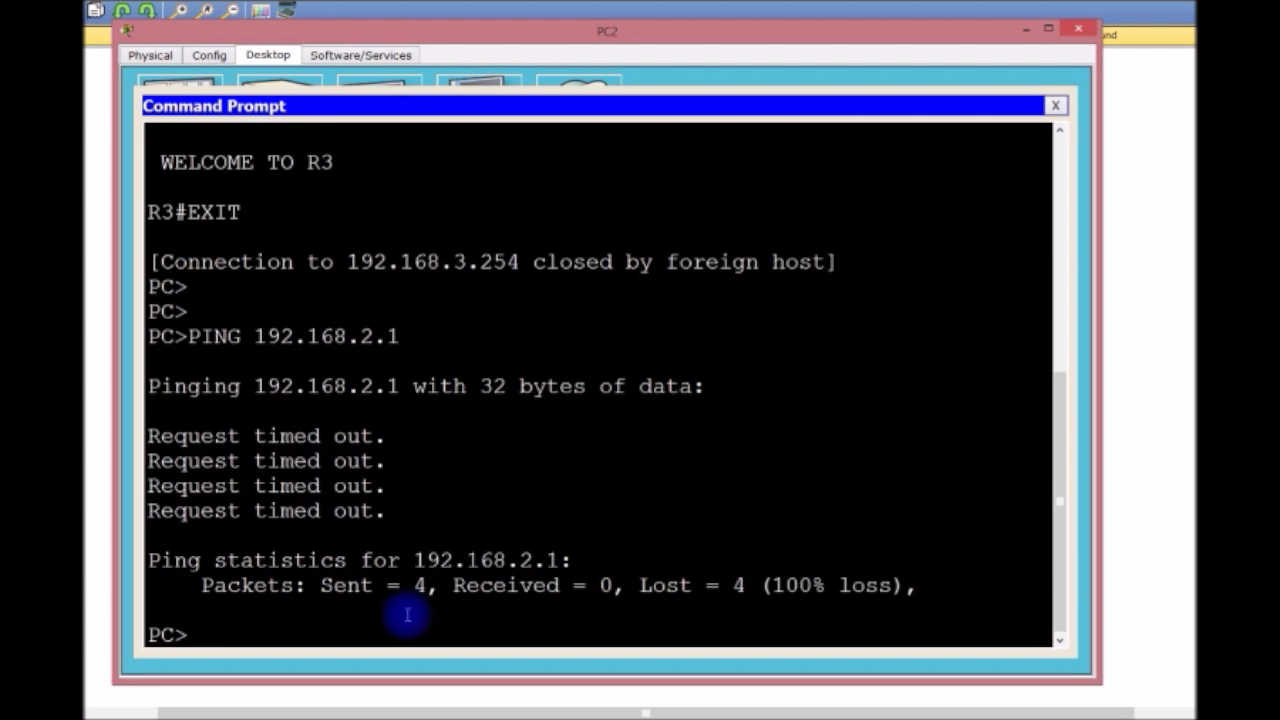 PC2
und
Physical Config Desktop Software/Services
Command Prompt
X
WELCOME TO R3
R3#EXIT
[Connection to 192.168.3.254 closed by foreign host]
PC>
PC>
PC>PING 192.168.2.1
Pinging 192.168.2.1 with 32 bytes of data:
Request timed out.
Request timed out.
Request timed out.
Request timed out.
Ping statistics for 192.168.2.1:
Packets: Sent = 4, Received = 0, Lost = 4 (100% loss),
PC>